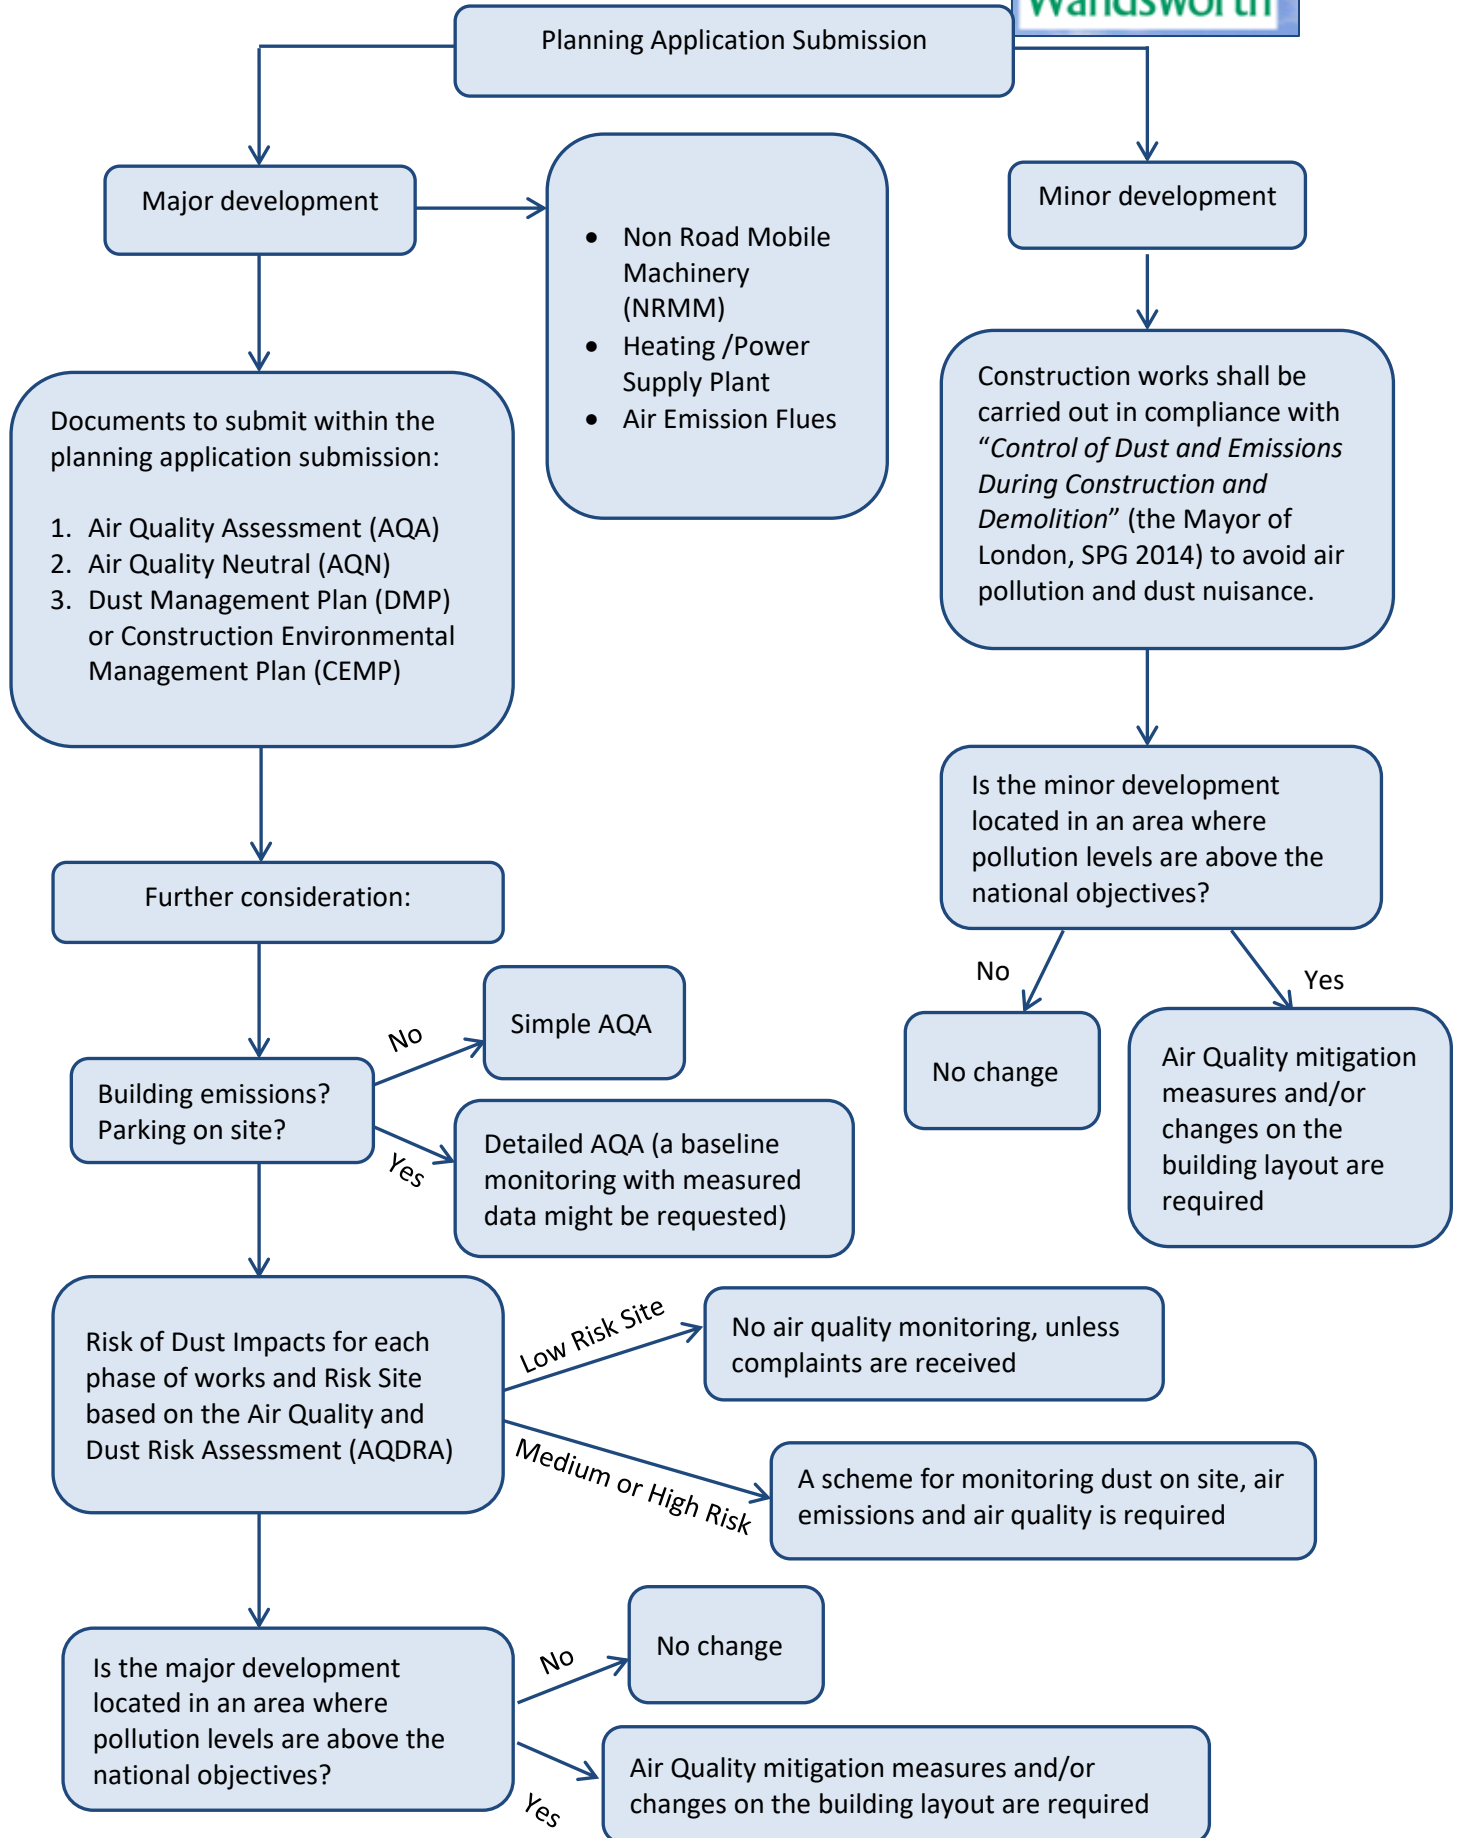 Wandsworth
Planning Application Submission
Major development
• Non Road Mobile
Machinery
(NRMM)
• Heating /Power
Supply Plant
• Air Emission Flues
Minor development
Documents to submit within the
planning application submission:
1. Air Quality Assessment (AQA)
2. Air Quality Neutral (AQN)
3. Dust Management Plan (DMP)
or Construction Environmental
Management Plan (CEMP)
Construction works shall be
carried out in compliance with
“Control of Dust and Emissions
During Construction and
Demolition” (the Mayor of
London, SPG 2014) to avoid air
pollution and dust nuisance.
Further consideration:
Is the minor development
located in an area where
pollution levels are above the
national objectives?
No
Yes
No change
Air Quality mitigation
measures and/or
changes on the
building layout are
required
Building emissions?
Parking on site?
No
Simple AQA
Yes
Detailed AQA (a baseline
monitoring with measured
data might be requested)
Risk of Dust Impacts for each
phase of works and Risk Site
based on the Air Quality and
Dust Risk Assessment (AQDRA)
Low Risk Site
No air quality monitoring, unless
complaints are received
Medium or High Risk
A scheme for monitoring dust on site, air
emissions and air quality is required
Is the major development
located in an area where
pollution levels are above the
national objectives?
No
No change
Yes
Air Quality mitigation measures and/or
changes on the building layout are required